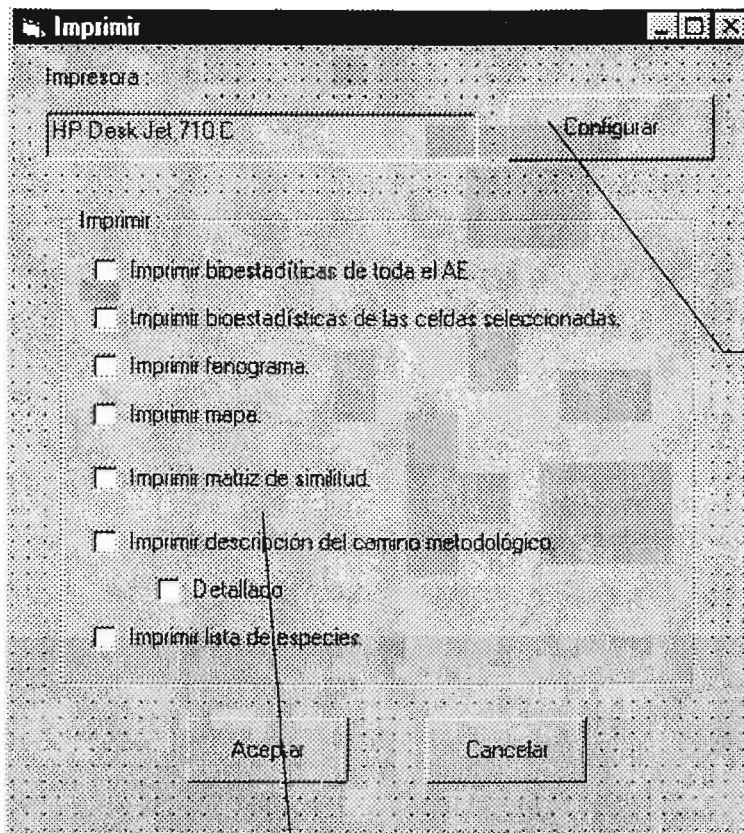 Imprimir
Impresora :
HP Desk Jet 710 C
Configurar
Imprimir :
Imprimir bioestadíticas de toda el AE.
Imprimir bioestadísticas de las celdas seleccionadas.
Imprimir fenograma.
Imprimir mapa.
Imprimir matriz de similitud.
Imprimir descripción del camino metodológico.
Detallado
Imprimir lista de especies.
Aceptar
Cancelar